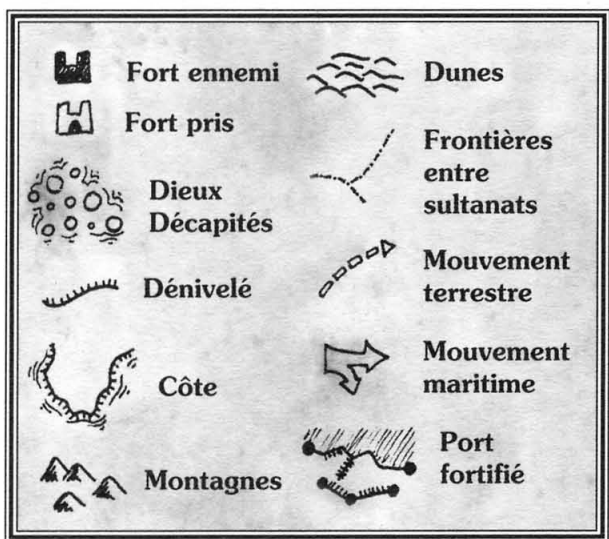 Fort ennemi
Fort pris
Dieux
Décapités
Dénivelé
Côte
Montagnes
Dunes
Frontières
entre
sultanats
Mouvement
terrestre
Mouvement
maritime
Port
fortifié